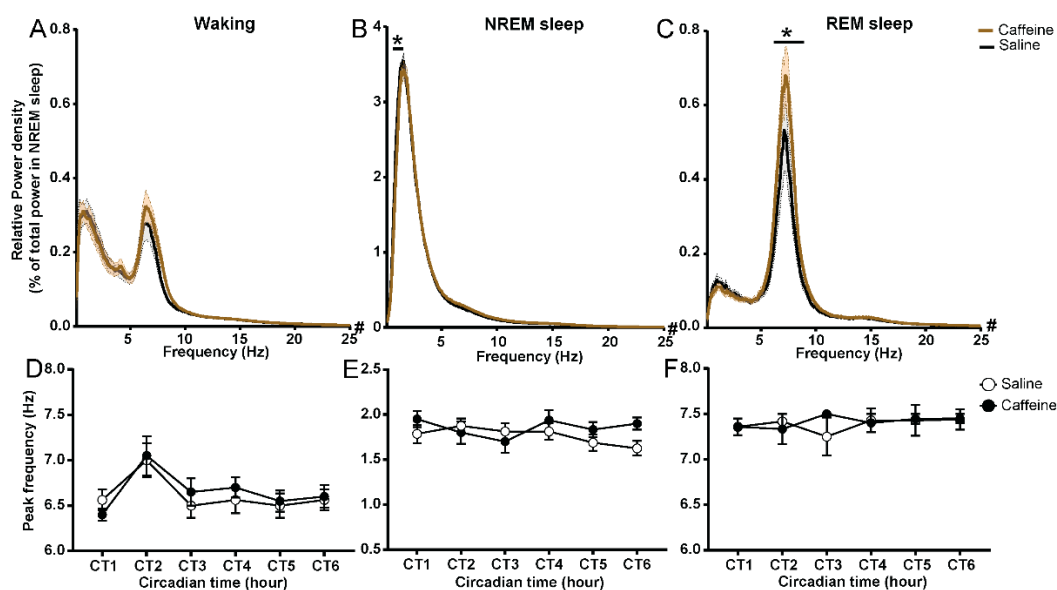 A
Waking
B
NREM sleep
C
REM sleep
Caffeine
Saline
Relative Power density
(% of total power in NREM sleep)
0.8
0.6
0.4
0.2
0.0
5
10
15
20
25
#
Frequency (Hz)
*
4
3
2
1
0
5
10
15
20
25
#
Frequency (Hz)
*
0.8
0.6
0.4
0.2
0.0
5
10
15
20
25
#
Frequency (Hz)
D
E
F
Saline
Caffeine
Peak frequency (Hz)
8.0
7.5
7.0
6.5
6.0
CT1 CT2 CT3 CT4 CT5 CT6
Circadian time (hour)
2.5
2.0
1.5
1.0
0.5
CT1 CT2 CT3 CT4 CT5 CT6
Circadian time (hour)
8.0
7.5
7.0
6.5
6.0
CT1 CT2 CT3 CT4 CT5 CT6
Circadian time (hour)